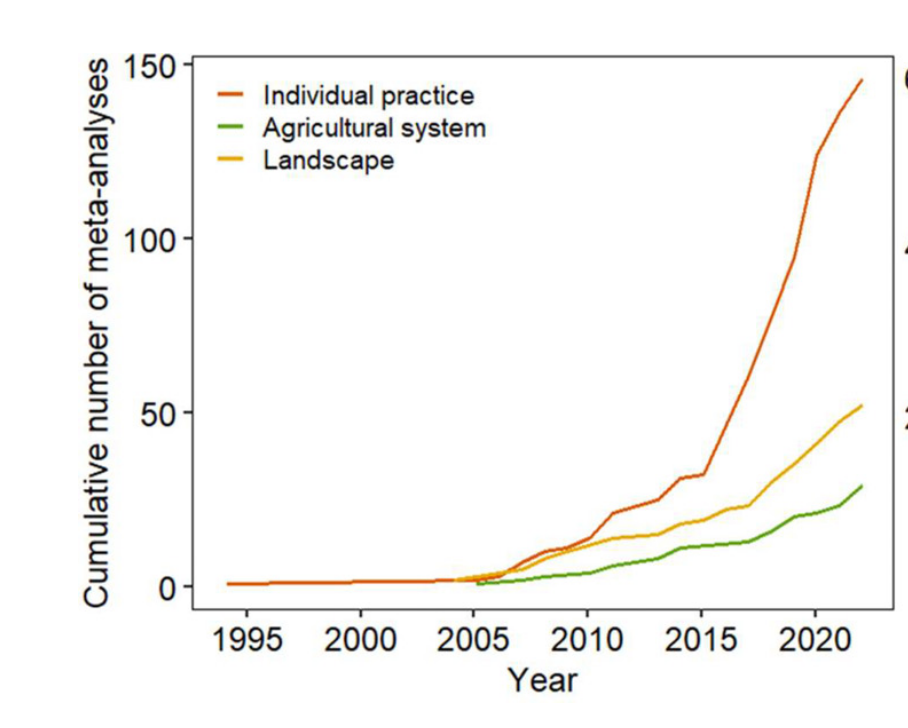 Cumulative number of meta-analyses
150
100
50
0
Individual practice
Agricultural system
Landscape
1995 2000 2005 2010 2015 2020
Year